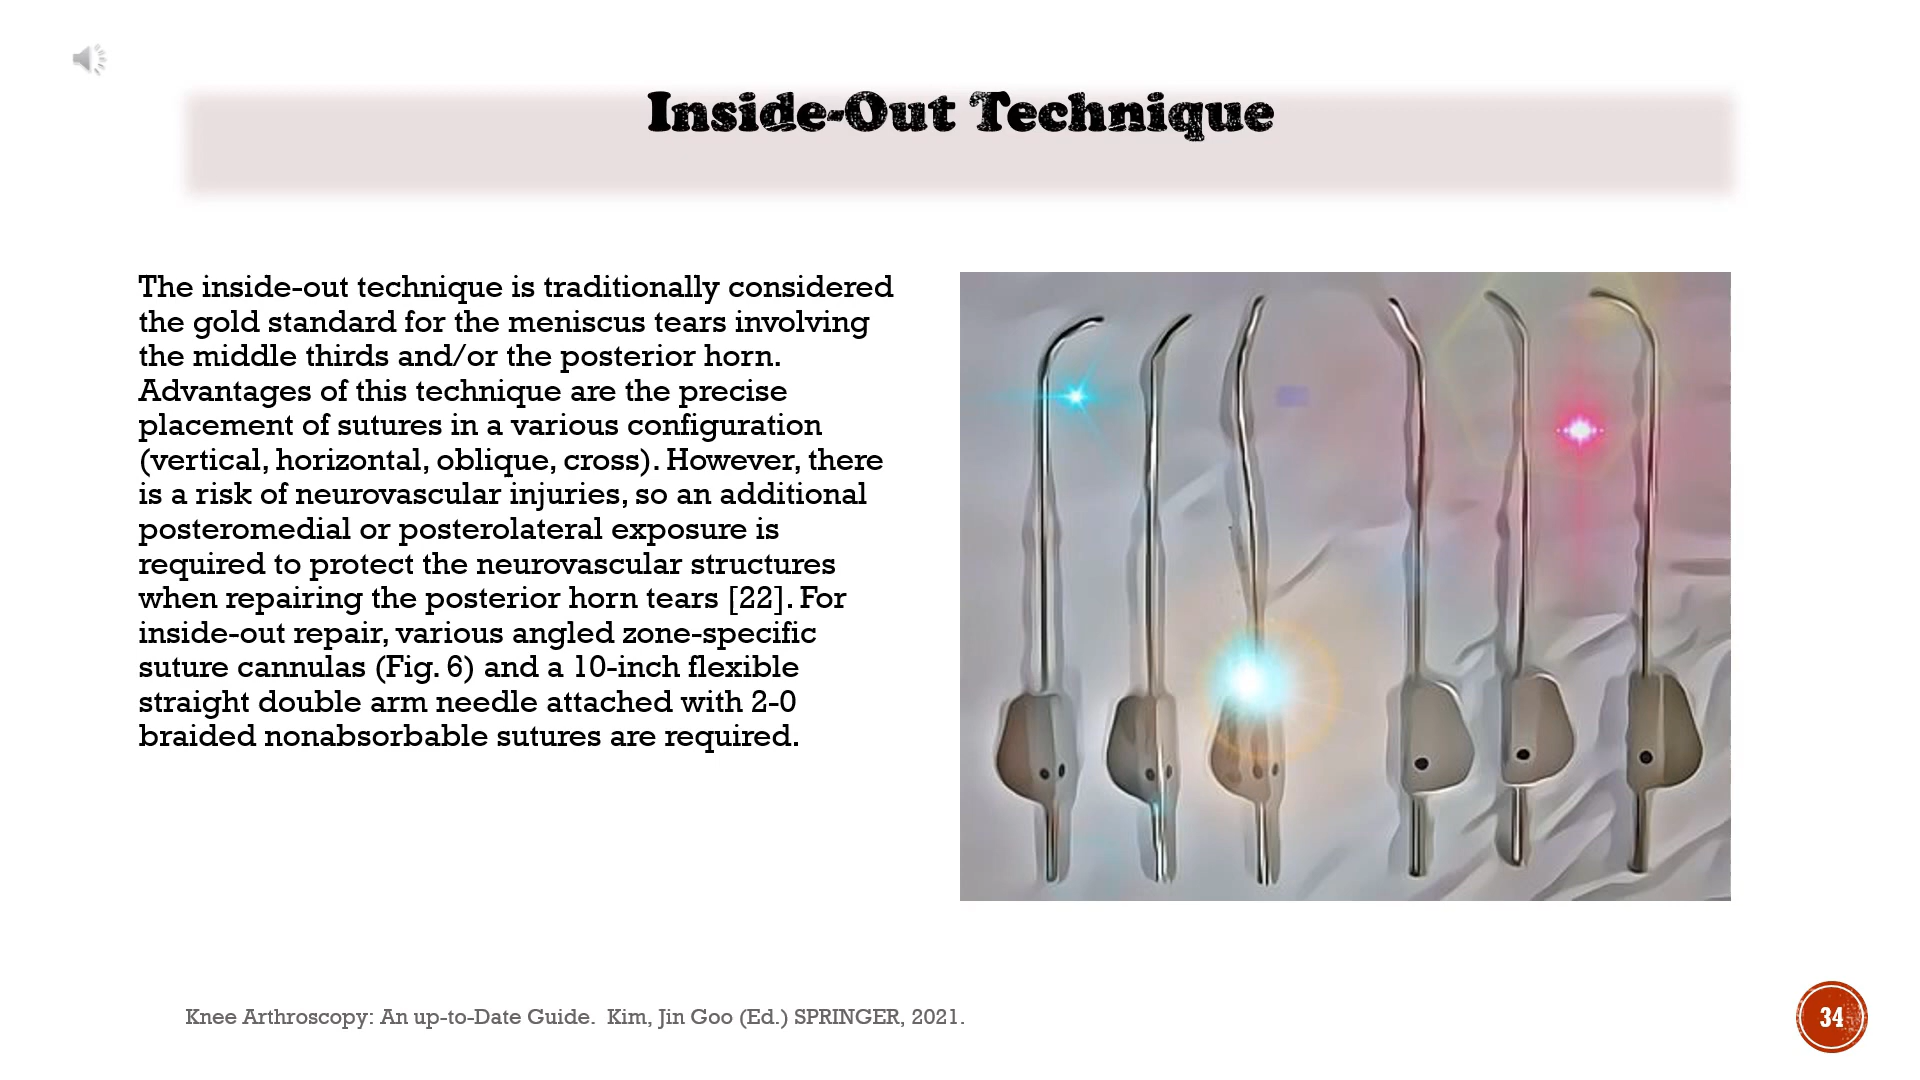 Inside-Out Technique
The inside-out technique is traditionally considered
the gold standard for the meniscus tears involving
the middle thirds and/or the posterior horn.
Advantages of this technique are the precise
placement of sutures in a various configuration
(vertical, horizontal, oblique, cross). However, there
is a risk of neurovascular injuries, so an additional
posteromedial or posterolateral exposure is
required to protect the neurovascular structures
when repairing the posterior horn tears [22]. For
inside-out repair, various angled zone-specific
suture cannulas (Fig. 6) and a 10-inch flexible
straight double arm needle attached with 2-0
braided nonabsorbable sutures are required.
Knee Arthroscopy: An up-to-Date Guide. Kim, Jin Goo (Ed.) SPRINGER, 2021.
34